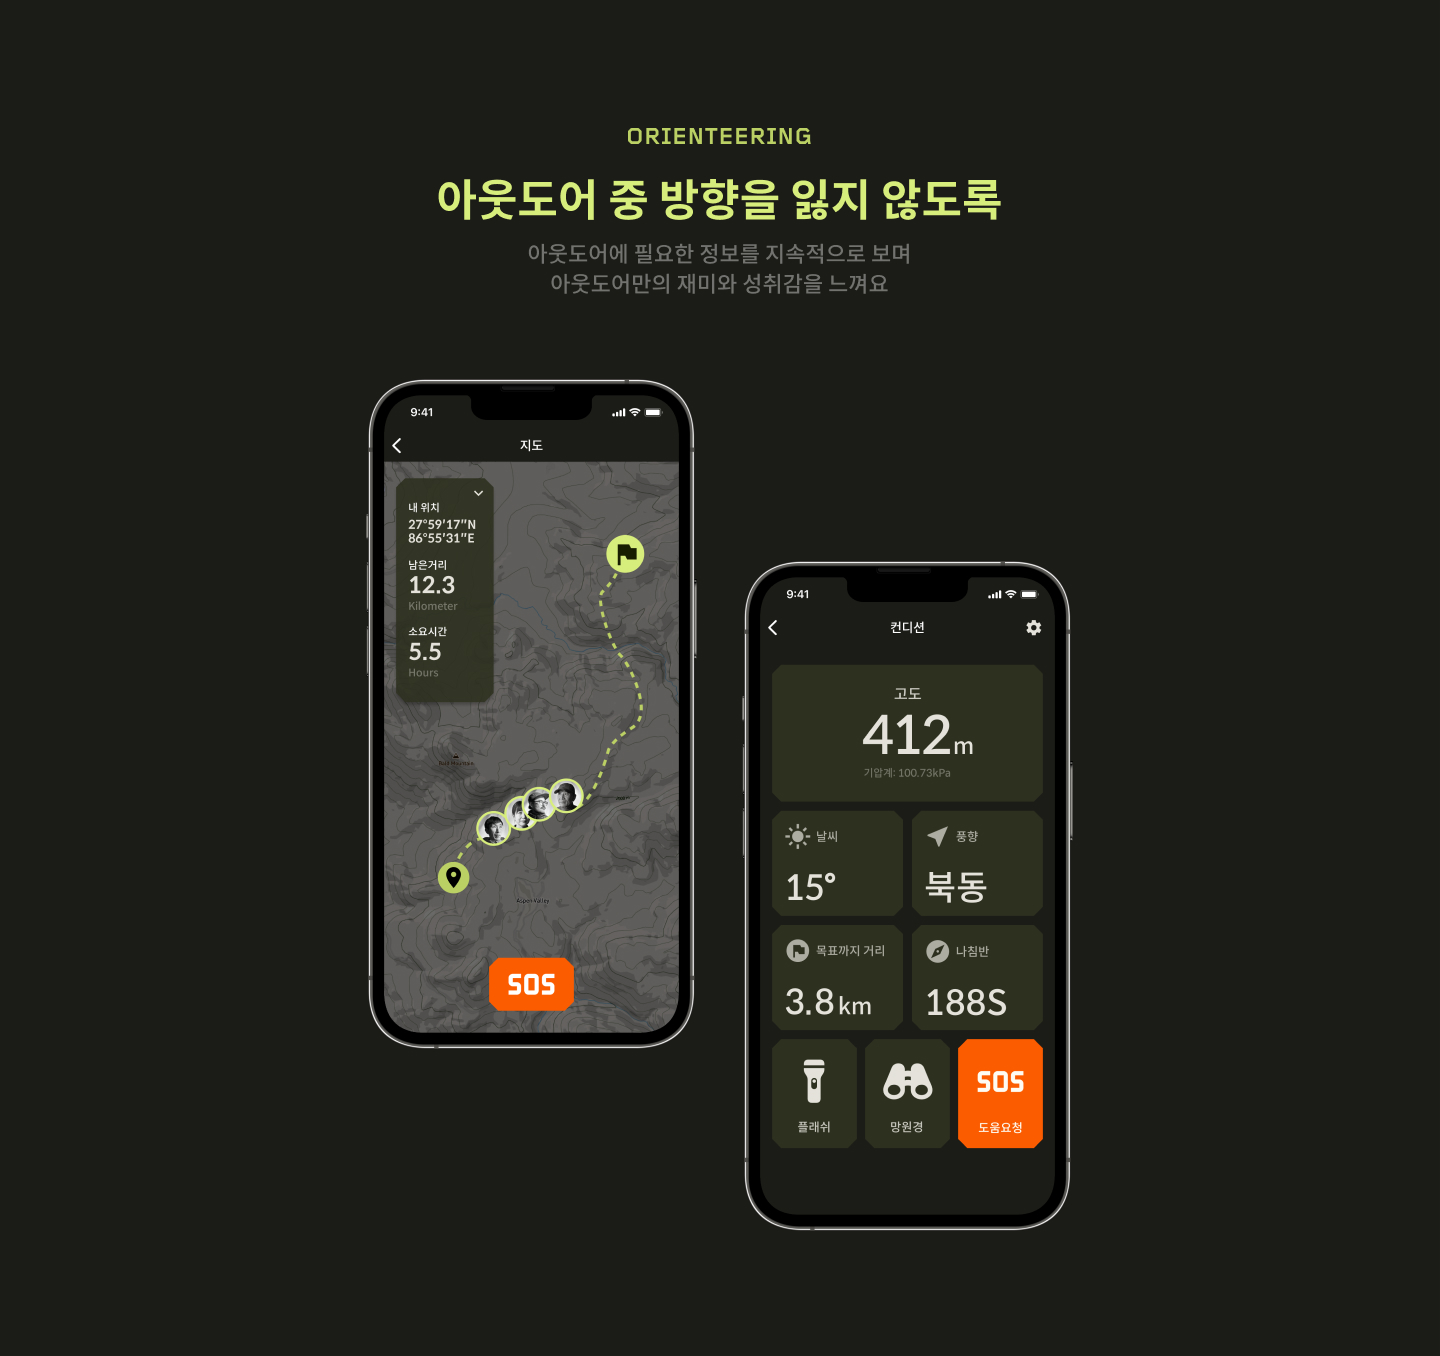 ORIENTEERING
아웃도어 중 방향을 잃지 않도록
아웃도어에 필요한 정보를 지속적으로 보며
아웃도어만의 재미와 성취감을 느껴요
9:41
지도
내 위치
27°59'17"N
86°55'31"E
남은거리
12.3
Kilometer
소요시간
5.5
Hours
Aspen Valley
SOS
9:41
컨디션
고도
412m
기압계: 100.73kPa
날씨
15°
풍향
북동
목표까지 거리
3.8km
나침반
188S
플래쉬
망원경
SOS
도움요청